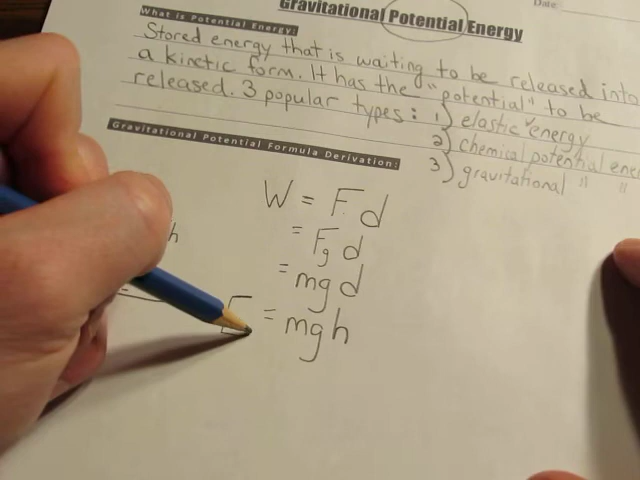 Gravitational Potential Energy
Date:
What is Potential Energy:
Stored energy that is waiting to be released into
a kinetic form. It has the "potential" to be
released. 3 popular types: 1) elastic energy
2) chemical potential
3) gravitational " "
Gravitational Potential Formula Derivation:
W = F d
= Fg d
h
= mg d
= mgh